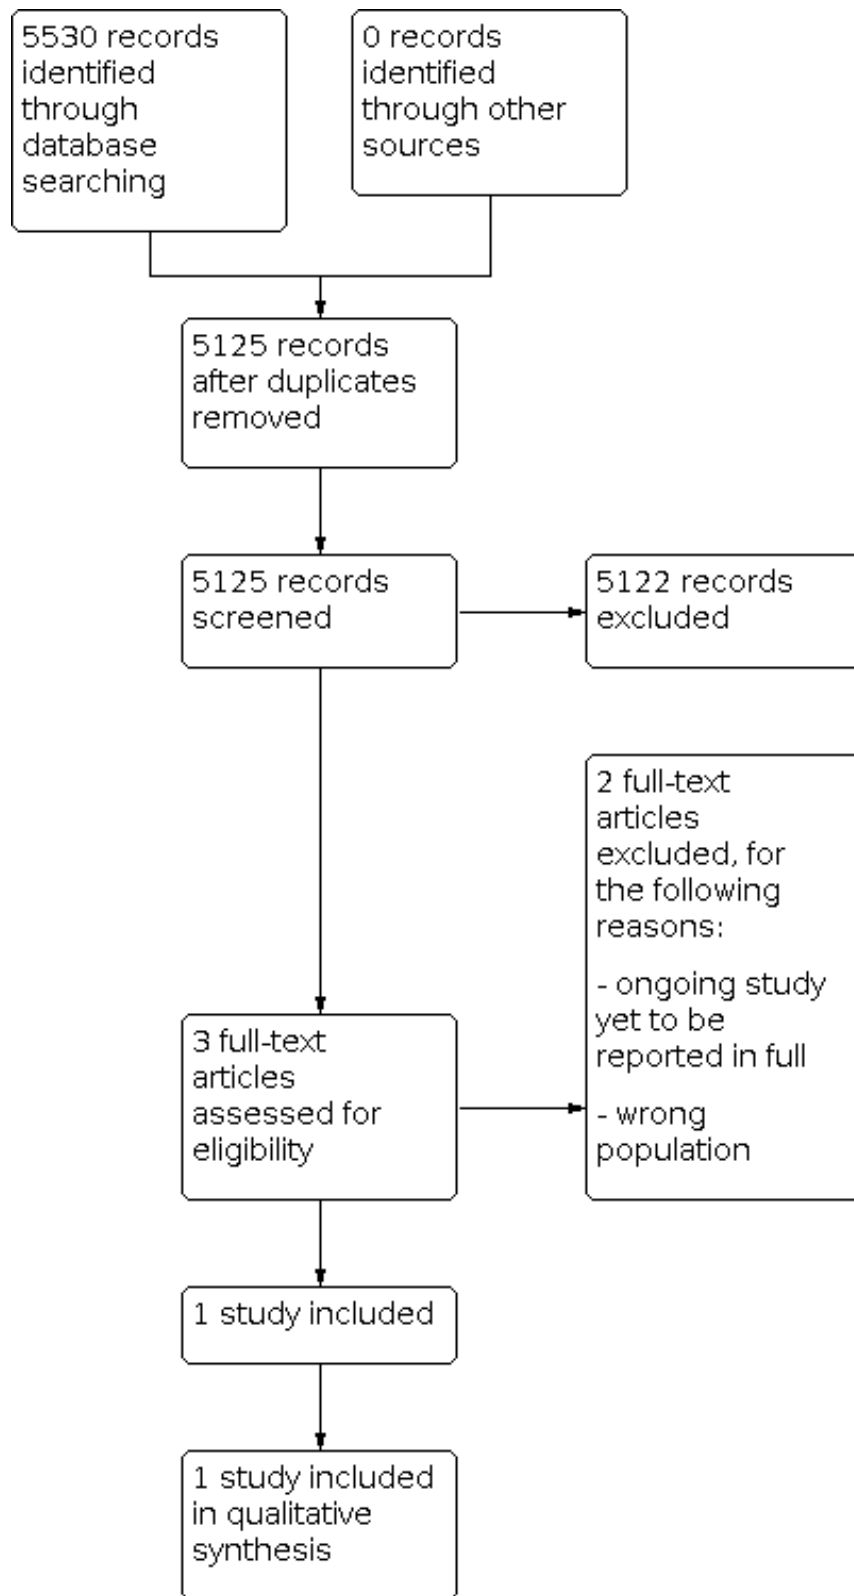 5530 records
identified
through
database
searching
0 records
identified
through other
sources
5125 records
after duplicates
removed
5125 records
screened
5122 records
excluded
2 full-text
articles
excluded, for
the following
reasons:
- ongoing study
yet to be
reported in full
- wrong
population
3 full-text
articles
assessed for
eligibility
1 study included
1 study included
in qualitative
synthesis